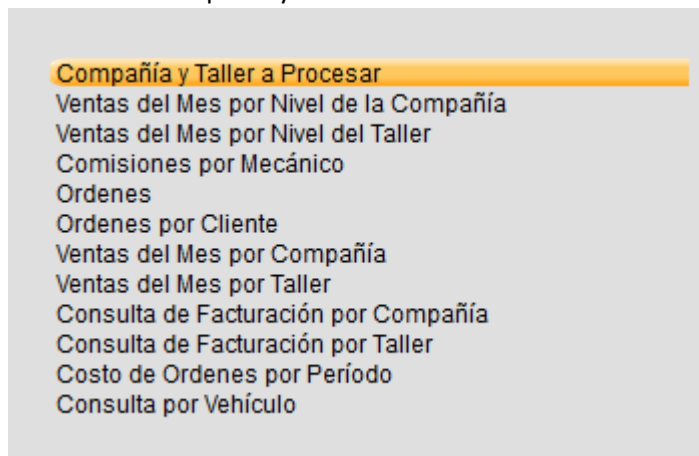 Compañía y Taller a Procesar
Ventas del Mes por Nivel de la Compañía
Ventas del Mes por Nivel del Taller
Comisiones por Mecánico
Ordenes
Ordenes por Cliente
Ventas del Mes por Compañía
Ventas del Mes por Taller
Consulta de Facturación por Compañía
Consulta de Facturación por Taller
Costo de Ordenes por Período
Consulta por Vehículo